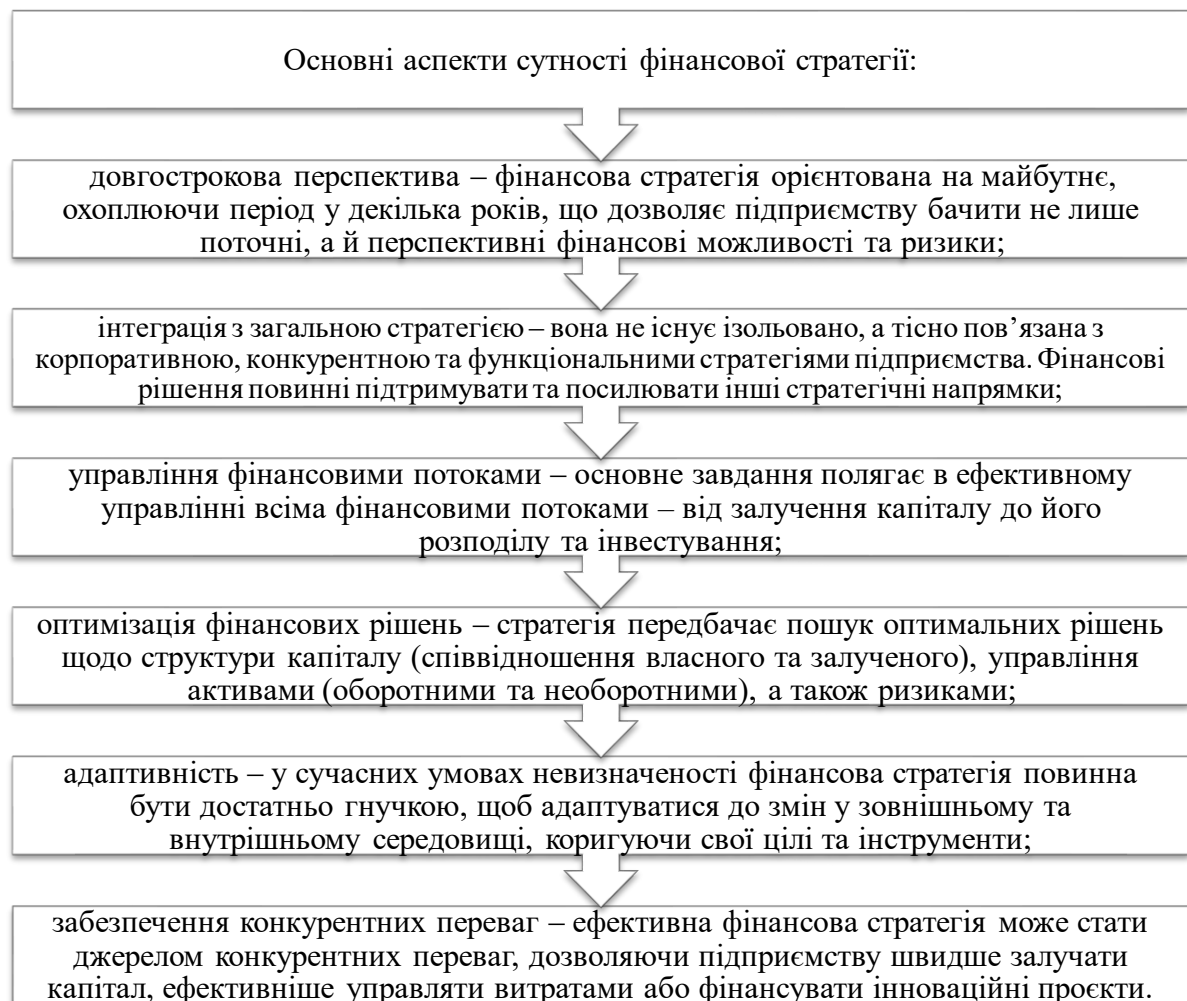 Основні аспекти сутності фінансової стратегії:
довгострокова перспектива – фінансова стратегія орієнтована на майбутнє,
охоплюючи період у декілька років, що дозволяє підприємству бачити не лише
поточні, а й перспективні фінансові можливості та ризики;
інтеграція з загальною стратегією – вона не існує ізольовано, а тісно пов’язана з
корпоративною, конкурентною та функціональними стратегіями підприємства. Фінансові
рішення повинні підтримувати та посилювати інші стратегічні напрямки;
управління фінансовими потоками – основне завдання полягає в ефективному
управлінні всіма фінансовими потоками – від залучення капіталу до його
розподілу та інвестування;
оптимізація фінансових рішень – стратегія передбачає пошук оптимальних рішень
щодо структури капіталу (співвідношення власного та залученого), управління
активами (оборотними та необоротними), а також ризиками;
адаптивність – у сучасних умовах невизначеності фінансова стратегія повинна
бути достатньо гнучкою, щоб адаптуватися до змін у зовнішньому та
внутрішньому середовищі, коригуючи свої цілі та інструменти;
забезпечення конкурентних переваг – ефективна фінансова стратегія може стати
джерелом конкурентних переваг, дозволяючи підприємству швидше залучати
капітал, ефективніше управляти витратами або фінансувати інноваційні проєкти.